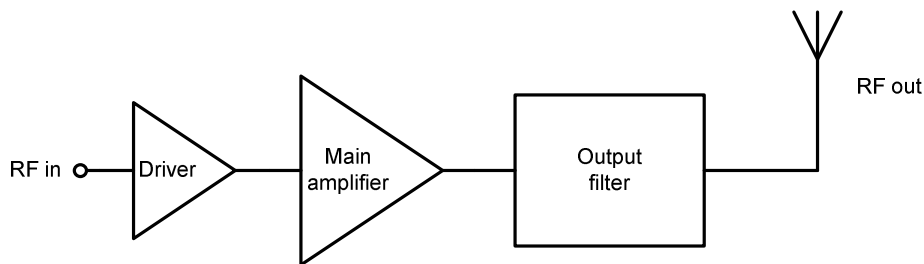 RF in
Driver
Main
amplifier
Output
filter
RF out